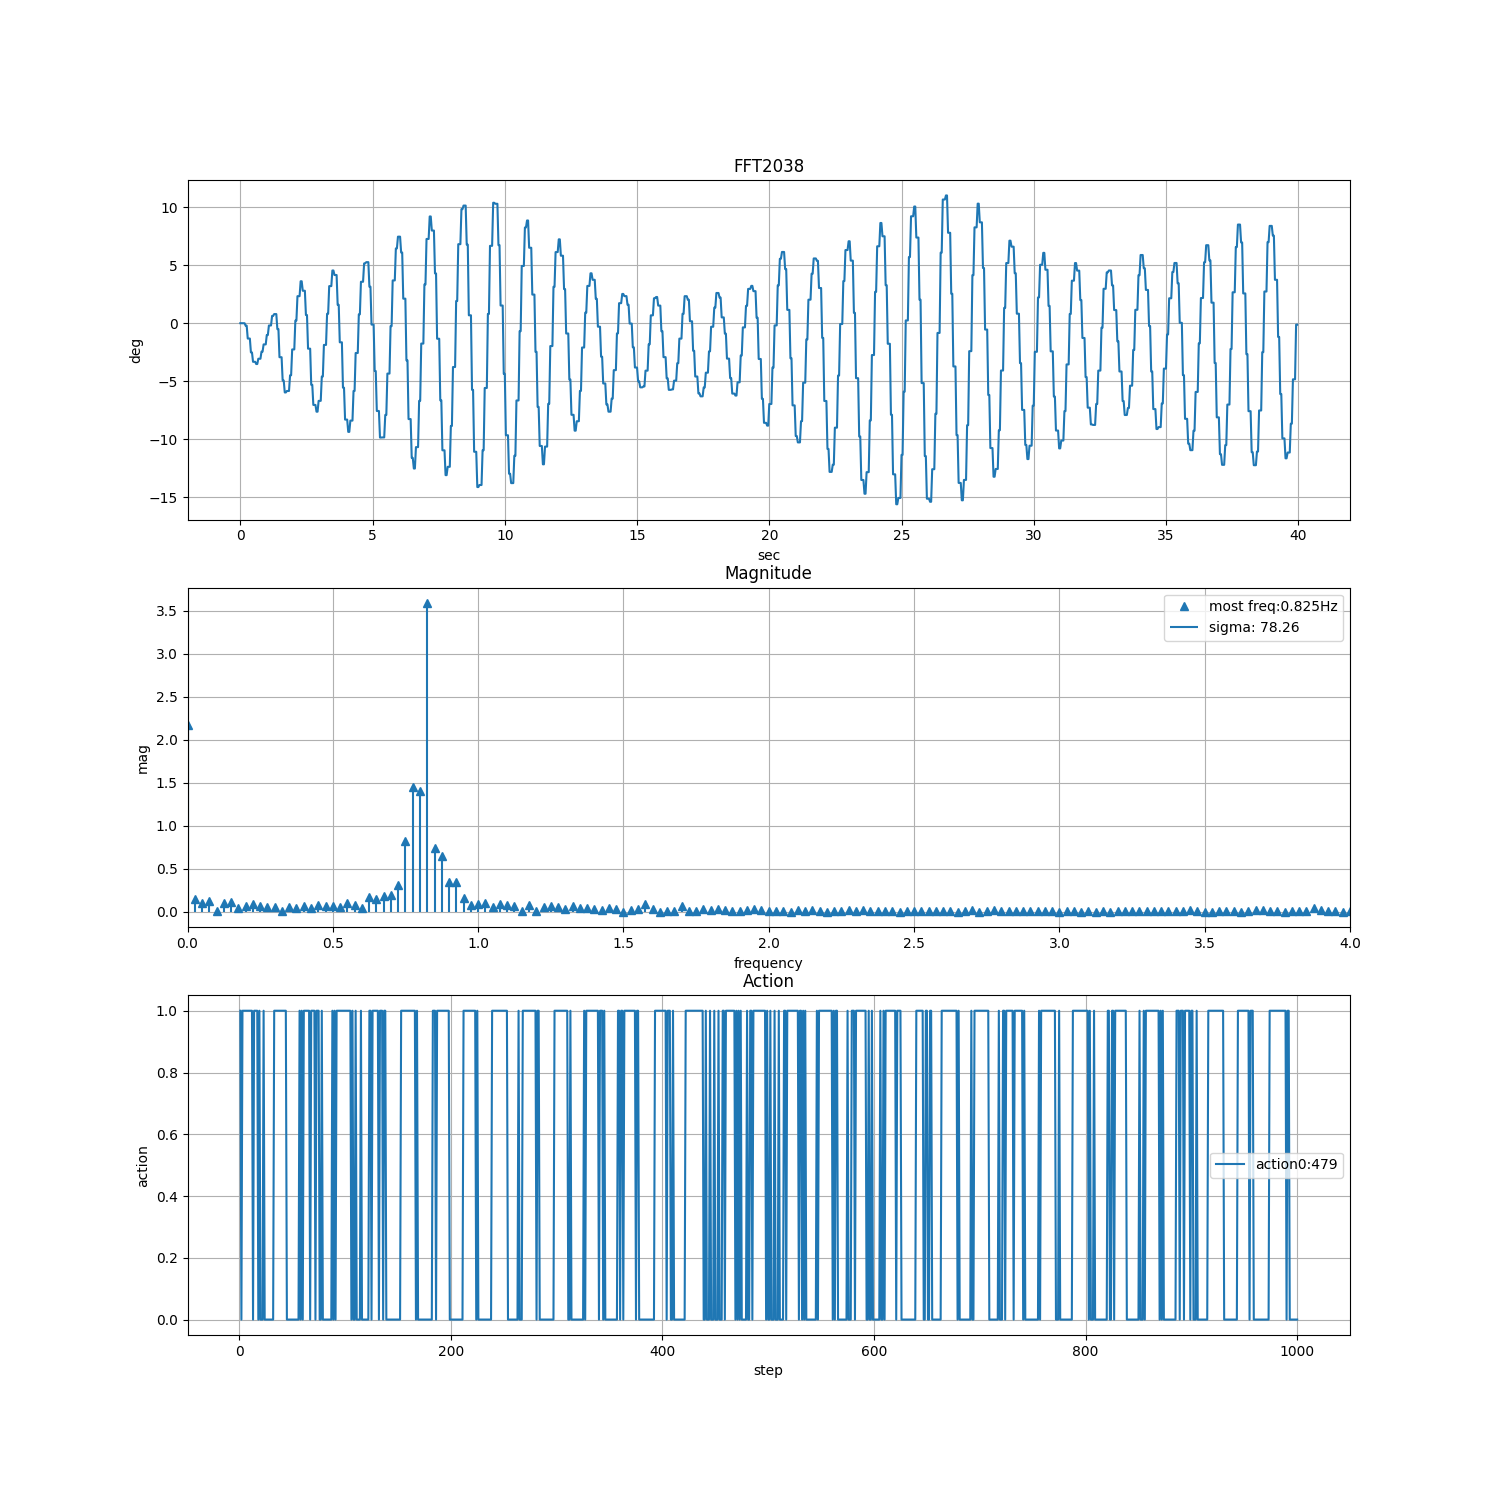 FFT2038
10
5
0
−5
−10
−15
deg
0 5 10 15 20 25 30 35 40
sec
Magnitude
most freq:0.825Hz
sigma: 78.26
3.5
3.0
2.5
2.0
1.5
1.0
0.5
0.0
mag
0.0 0.5 1.0 1.5 2.0 2.5 3.0 3.5 4.0
frequency
Action
1.0
0.8
0.6
0.4
0.2
0.0
action
action0:479
0 200 400 600 800 1000
step